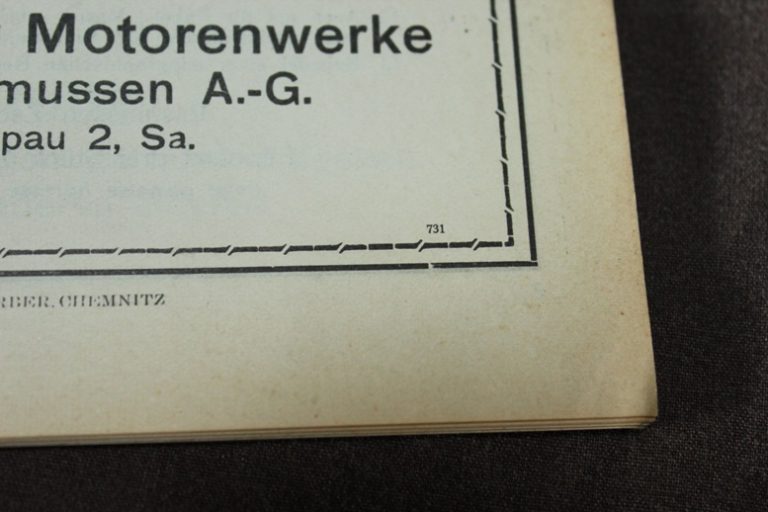 Motorenwerke
mussen A.-G.
pau 2, Sa.
731
RBER, CHEMNITZ